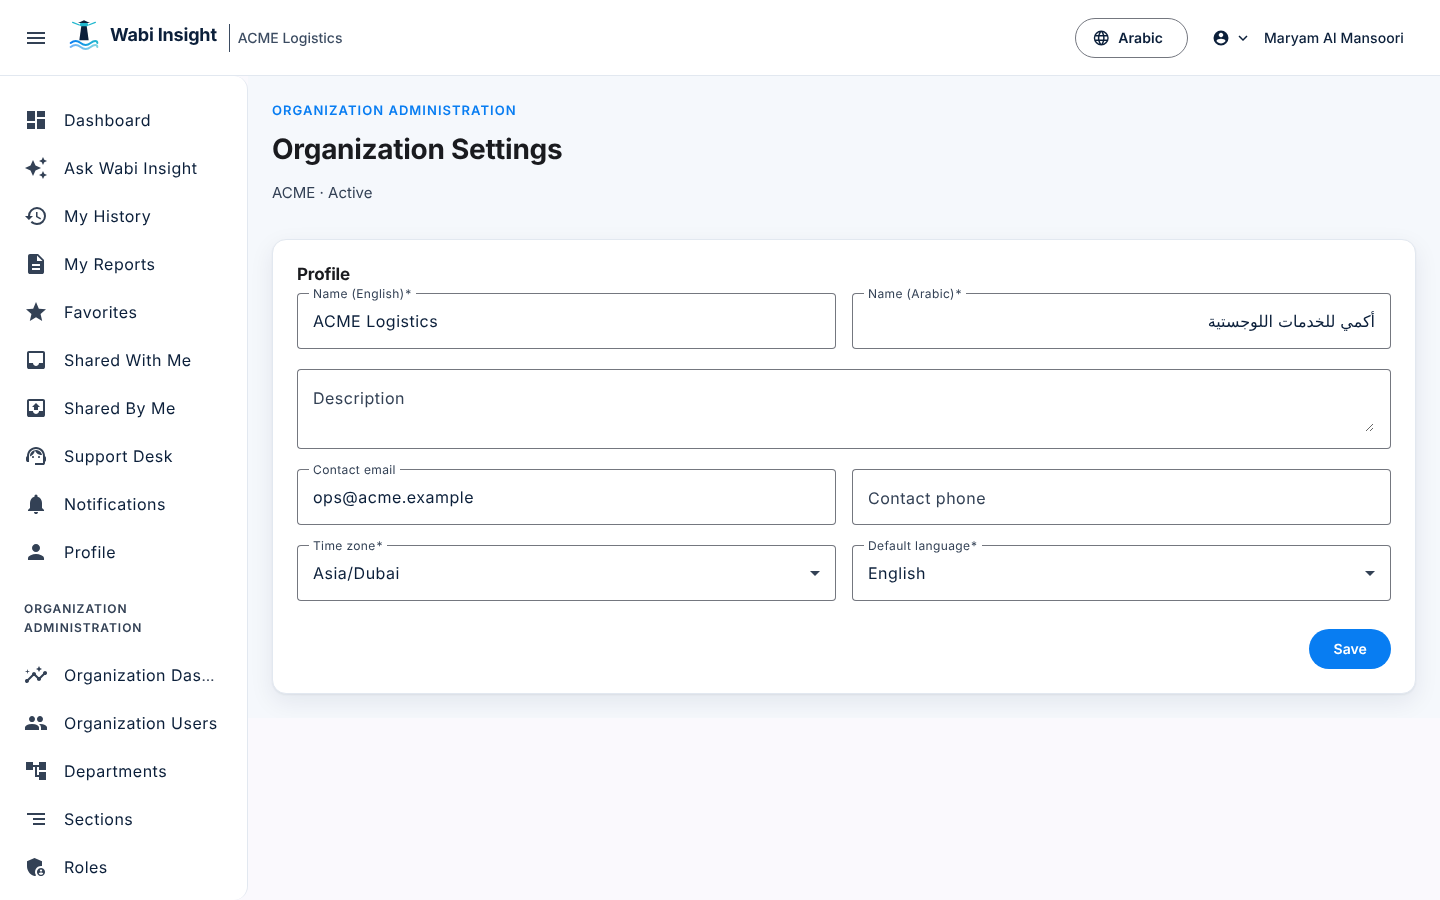 Wabi Insight
ACME Logistics
Arabic
Maryam Al Mansoori
Dashboard
Ask Wabi Insight
My History
My Reports
Favorites
Shared With Me
Shared By Me
Support Desk
Notifications
Profile
ORGANIZATION
ADMINISTRATION
Organization Das...
Organization Users
Departments
Sections
Roles
ORGANIZATION ADMINISTRATION
Organization Settings
ACME · Active
Profile
Name (English)*
ACME Logistics
Name (Arabic)*
أكمي للخدمات اللوجستية
Description
Contact email
ops@acme.example
Contact phone
Time zone*
Asia/Dubai
Default language*
English
Save